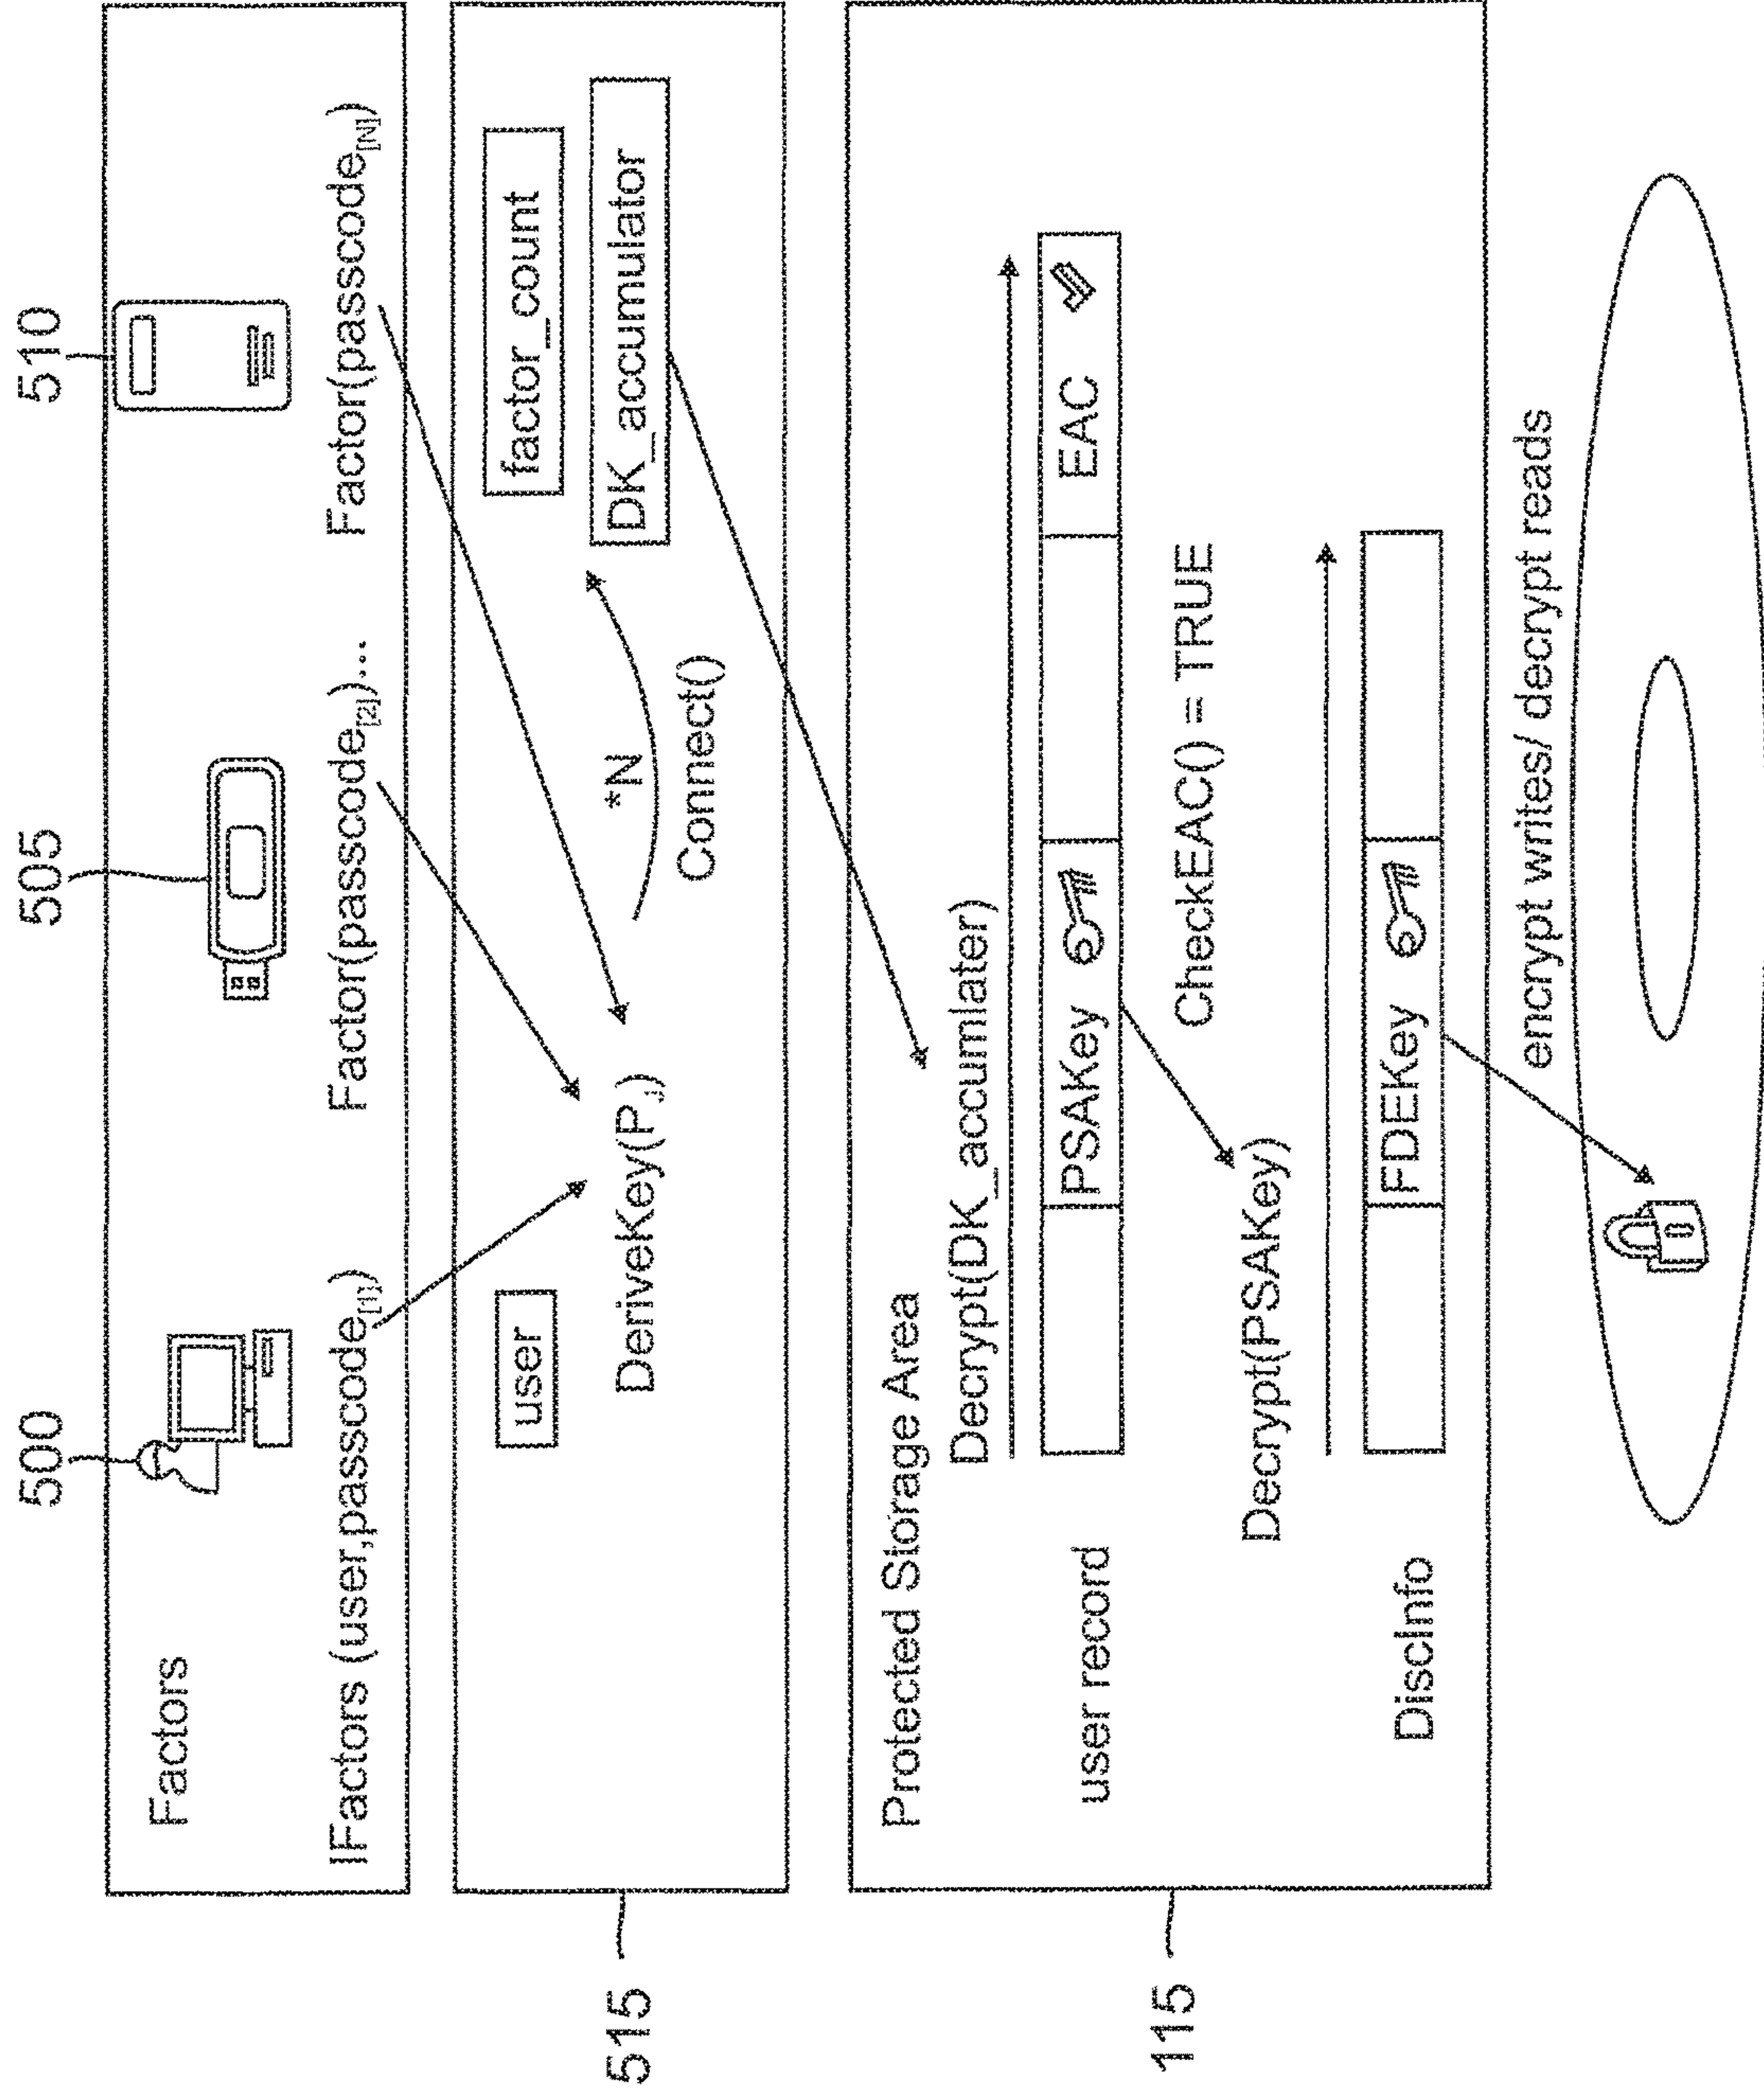 500
505
510
Factors
IFactors (user,passcode[1])
Factor(passcode[2])...
Factor(passcode[N])
515
user
factor_count
DeriveKey(Pj)
*N
DK_accumulator
Connect()
115
Protected Storage Area
Decrypt(DK_accumlater)
user record
PSAKey
EAC
CheckEAC() = TRUE
Decrypt(PSAKey)
DiscInfo
FDEKey
encrypt writes/ decrypt reads